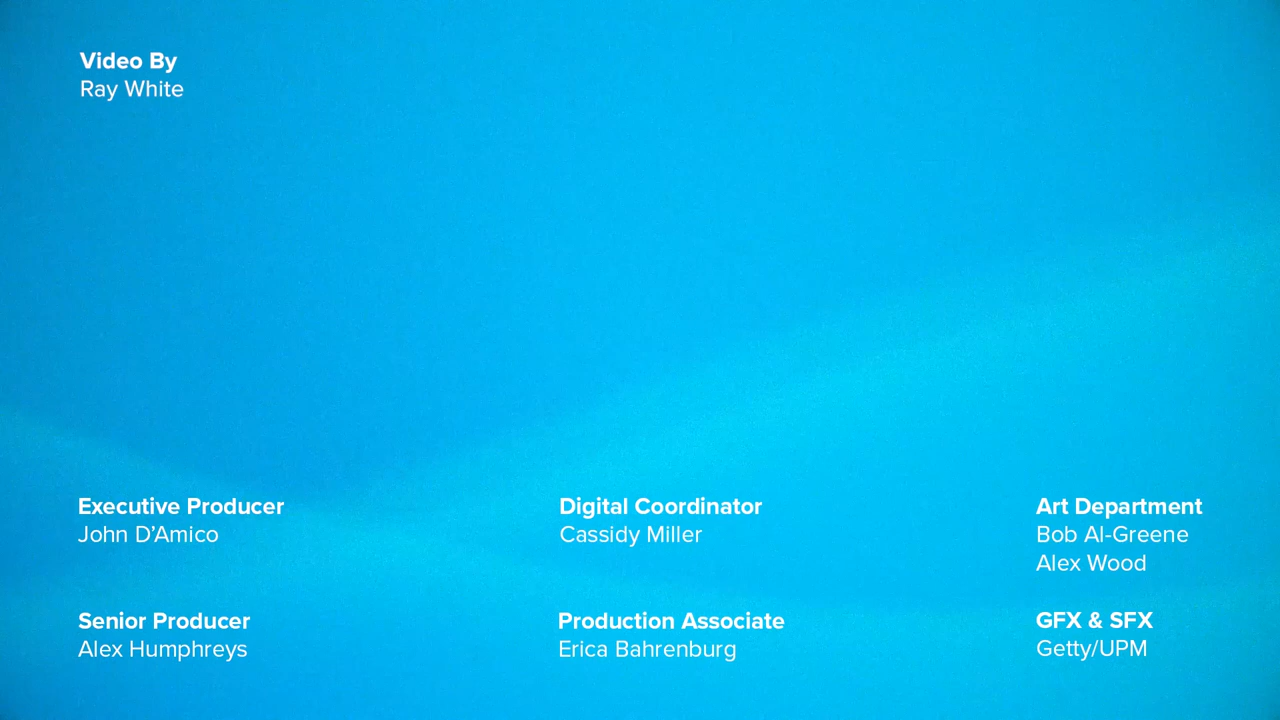 Video By
Ray White
Executive Producer
John D’Amico
Senior Producer
Alex Humphreys
Digital Coordinator
Cassidy Miller
Production Associate
Erica Bahrenburg
Art Department
Bob Al-Greene
Alex Wood
GFX & SFX
Getty/UPM